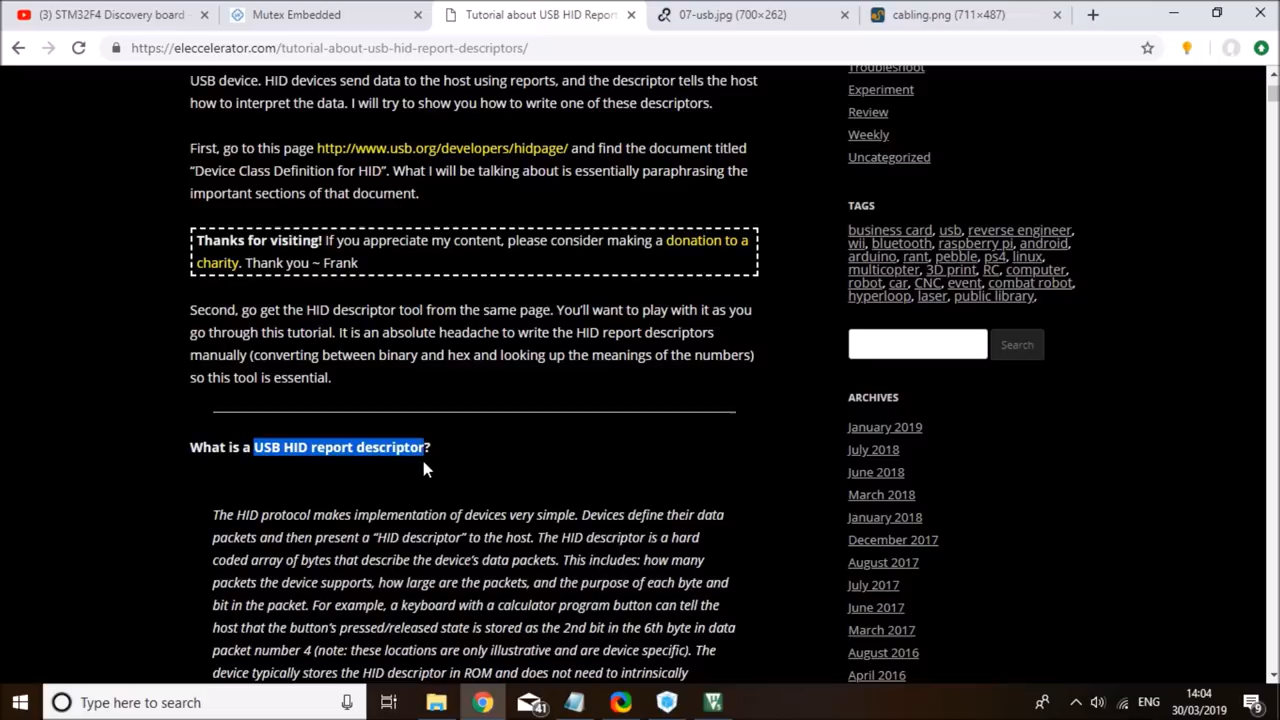 (3) STM32F4 Discovery board -
Mutex Embedded
Tutorial about USB HID Repor
07-usb.jpg (700×262)
cabling.png (711×487)
https://eleccelerator.com/tutorial-about-usb-hid-report-descriptors/
USB device. HID devices send data to the host using reports, and the descriptor tells the host
how to interpret the data. I will try to show you how to write one of these descriptors.
First, go to this page http://www.usb.org/developers/hidpage/ and find the document titled
“Device Class Definition for HID”. What I will be talking about is essentially paraphrasing the
important sections of that document.
Thanks for visiting! If you appreciate my content, please consider making a donation to a
charity. Thank you ~ Frank
Second, go get the HID descriptor tool from the same page. You’ll want to play with it as you
go through this tutorial. It is an absolute headache to write the HID report descriptors
manually (converting between binary and hex and looking up the meanings of the numbers)
so this tool is essential.
What is a USB HID report descriptor?
The HID protocol makes implementation of devices very simple. Devices define their data
packets and then present a “HID descriptor” to the host. The HID descriptor is a hard
coded array of bytes that describe the device’s data packets. This includes: how many
packets the device supports, how large are the packets, and the purpose of each byte and
bit in the packet. For example, a keyboard with a calculator program button can tell the
host that the button’s pressed/released state is stored as the 2nd bit in the 6th byte in data
packet number 4 (note: these locations are only illustrative and are device specific). The
device typically stores the HID descriptor in ROM and does not need to intrinsically
Troubleshoot
Experiment
Review
Weekly
Uncategorized
TAGS
business card, usb, reverse engineer,
wii, bluetooth, raspberry pi, android,
arduino, rant, pebble, ps4, linux,
multicopter, 3D print, RC, computer,
robot, car, CNC, event, combat robot,
hyperloop, laser, public library,
Search
ARCHIVES
January 2019
July 2018
June 2018
March 2018
January 2018
December 2017
August 2017
July 2017
June 2017
March 2017
August 2016
April 2016
Type here to search
41
ENG
14:04
30/03/2019
9